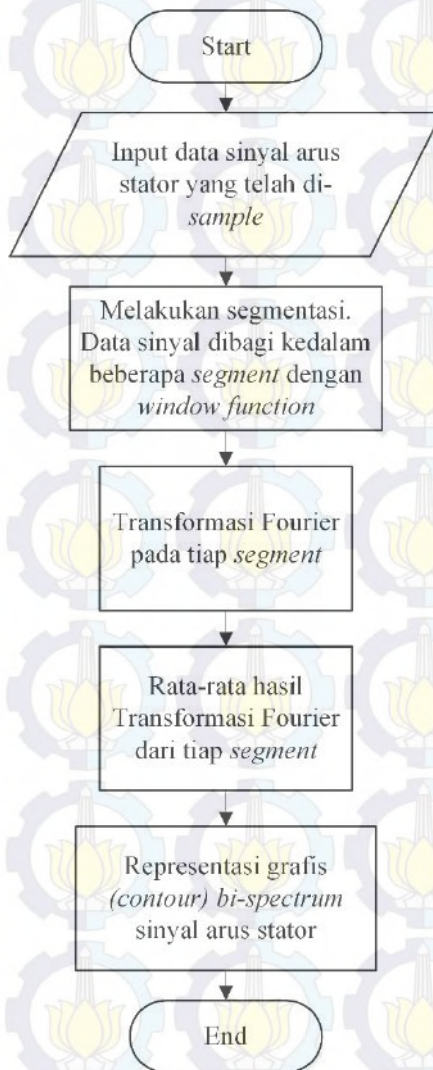 Start
Input data sinyal arus
stator yang telah di-
sample
Melakukan segmentasi.
Data sinyal dibagi kedalam
beberapa segment dengan
window function
Transformasi Fourier
pada tiap segment
Rata-rata hasil
Transformasi Fourier
dari tiap segment
Representasi grafis
(contour) bi-spectrum
sinyal arus stator
End